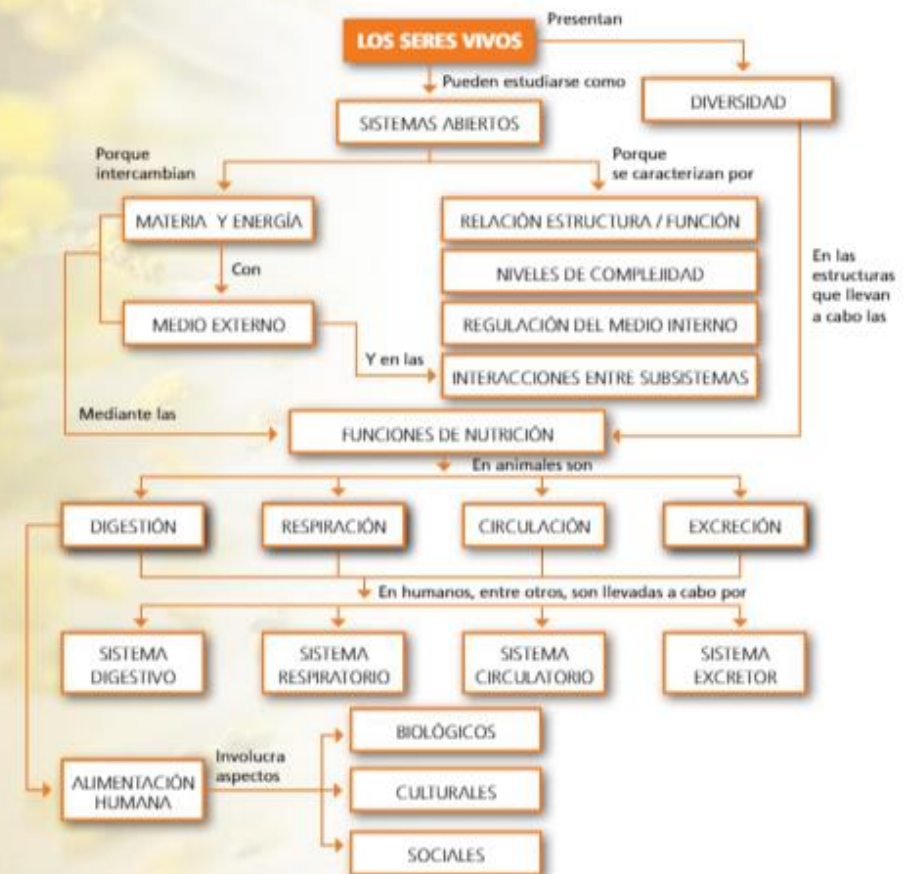 Presentan
LOS SERES VIVOS
Pueden estudiarse como
DIVERSIDAD
SISTEMAS ABIERTOS
Porque
intercambian
Porque
se caracterizan por
MATERIA Y ENERGÍA
RELACIÓN ESTRUCTURA / FUNCIÓN
En las
estructuras
que llevan
a cabo las
Con
NIVELES DE COMPLEJIDAD
MEDIO EXTERNO
REGULACIÓN DEL MEDIO INTERNO
Y en las
INTERACCIONES ENTRE SUBSISTEMAS
Mediante las
FUNCIONES DE NUTRICIÓN
En animales son
DIGESTIÓN
RESPIRACIÓN
CIRCULACIÓN
EXCRECIÓN
En humanos, entre otros, son llevadas a cabo por
SISTEMA
DIGESTIVO
SISTEMA
RESPIRATORIO
SISTEMA
CIRCULATORIO
SISTEMA
EXCRETOR
ALIMENTACIÓN
HUMANA
Involucra
aspectos
BIOLÓGICOS
CULTURALES
SOCIALES